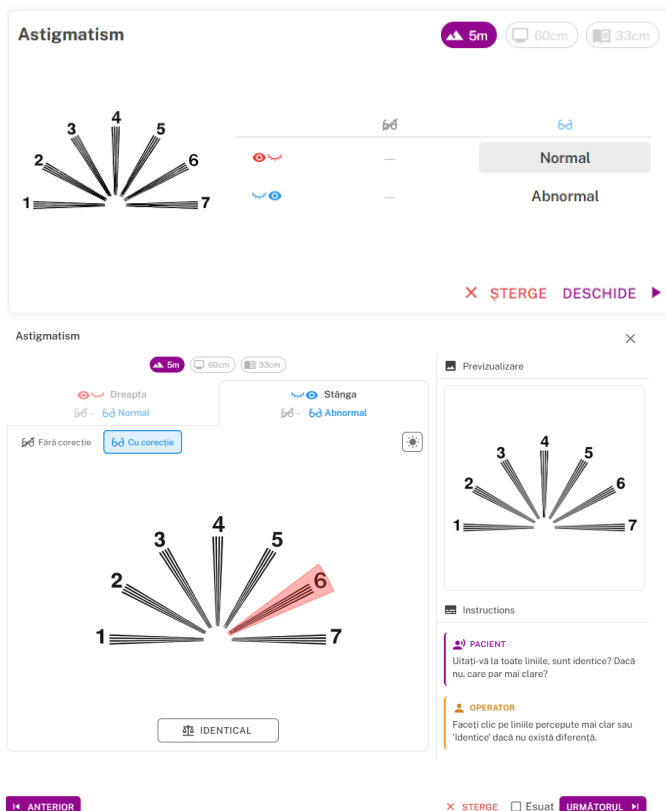 Astigmatism
5m
60cm
33cm
1
2
3
4
5
6
7
—
Normal
—
Abnormal
ȘTERGE
DESCHIDE
Astigmatism
5m
60cm
33cm
Dreapta
- Normal
Stânga
- Abnormal
Fără corecție
Cu corecție
1
2
3
4
5
6
7
IDENTICAL
Previzualizare
1
2
3
4
5
6
7
Instructions
PACIENT
Uitați-vă la toate liniile, sunt identice? Dacă
nu, care par mai clare?
OPERATOR
Faceți clic pe liniile percepute mai clar sau
'Identice' dacă nu există diferență.
ANTERIOR
ȘTERGE
Eșuat
URMĂTORUL